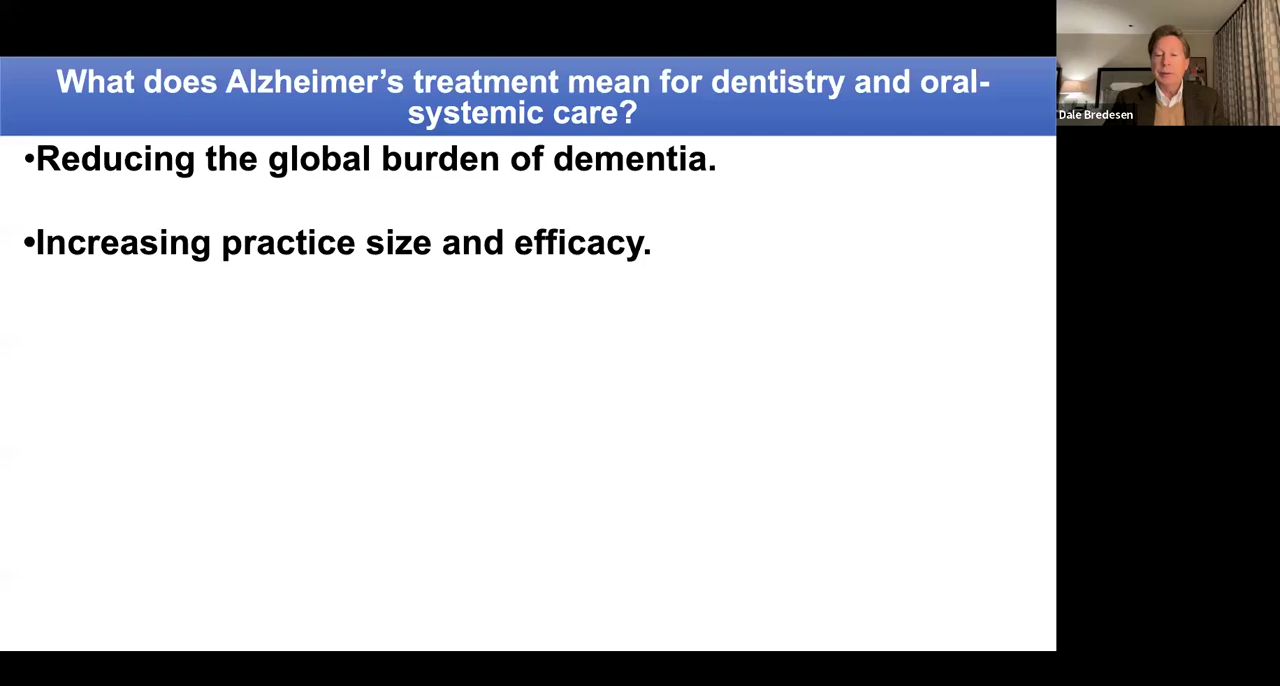 What does Alzheimer’s treatment mean for dentistry and oral-
systemic care?
•Reducing the global burden of dementia.
•Increasing practice size and efficacy.
Dale Bredesen